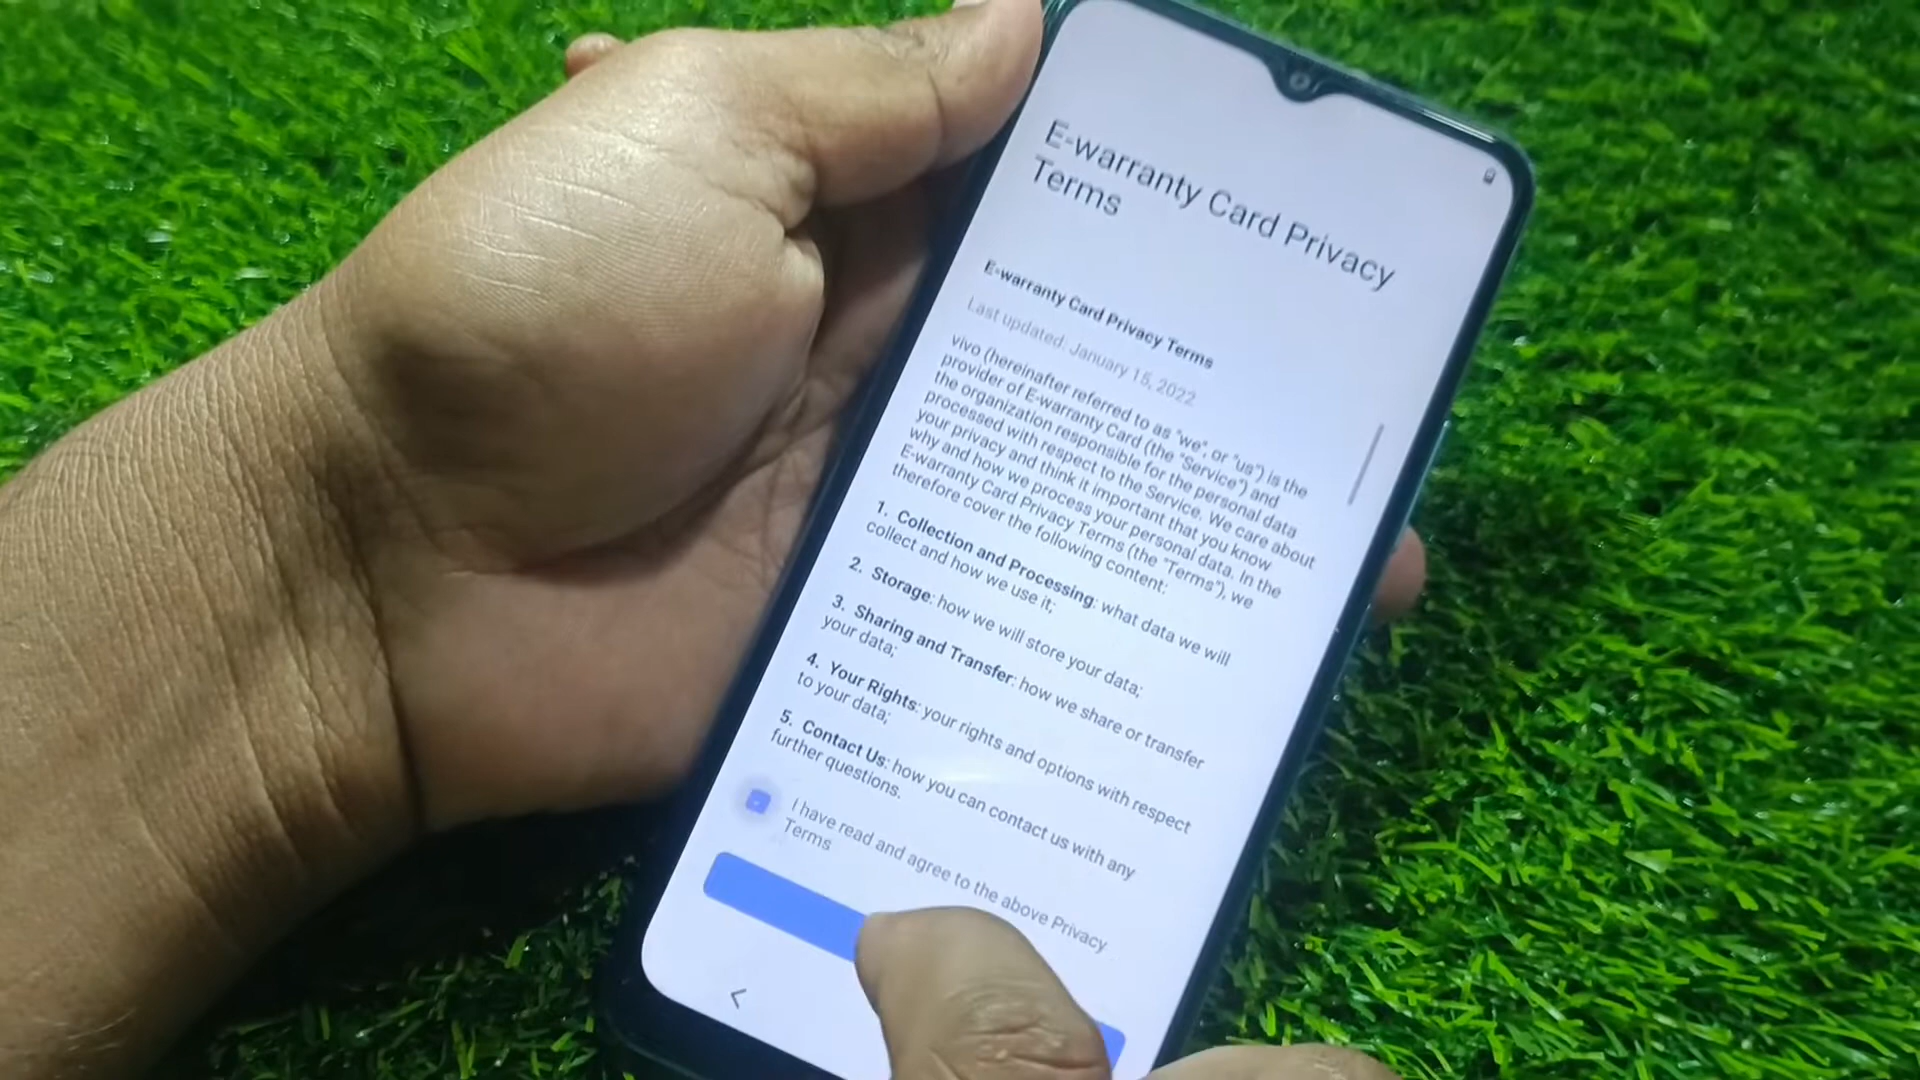 E-warranty Card Privacy
Terms
E-warranty Card Privacy Terms
Last updated: January 15, 2022
vivo (hereinafter referred to as "we", or "us") is the
provider of E-warranty Card (the "Service") and
the organization responsible for the personal data
processed with respect to the Service. We care about
your privacy and think it important that you know
why and how we process your personal data. In the
E-warranty Card Privacy Terms (the "Terms"), we
therefore cover the following content:
1. Collection and Processing: what data we will
collect and how we use it;
2. Storage: how we will store your data;
3. Sharing and Transfer: how we share or transfer
your data;
4. Your Rights: your rights and options with respect
to your data;
5. Contact Us: how you can contact us with any
further questions.
I have read and agree to the above Privacy
Terms